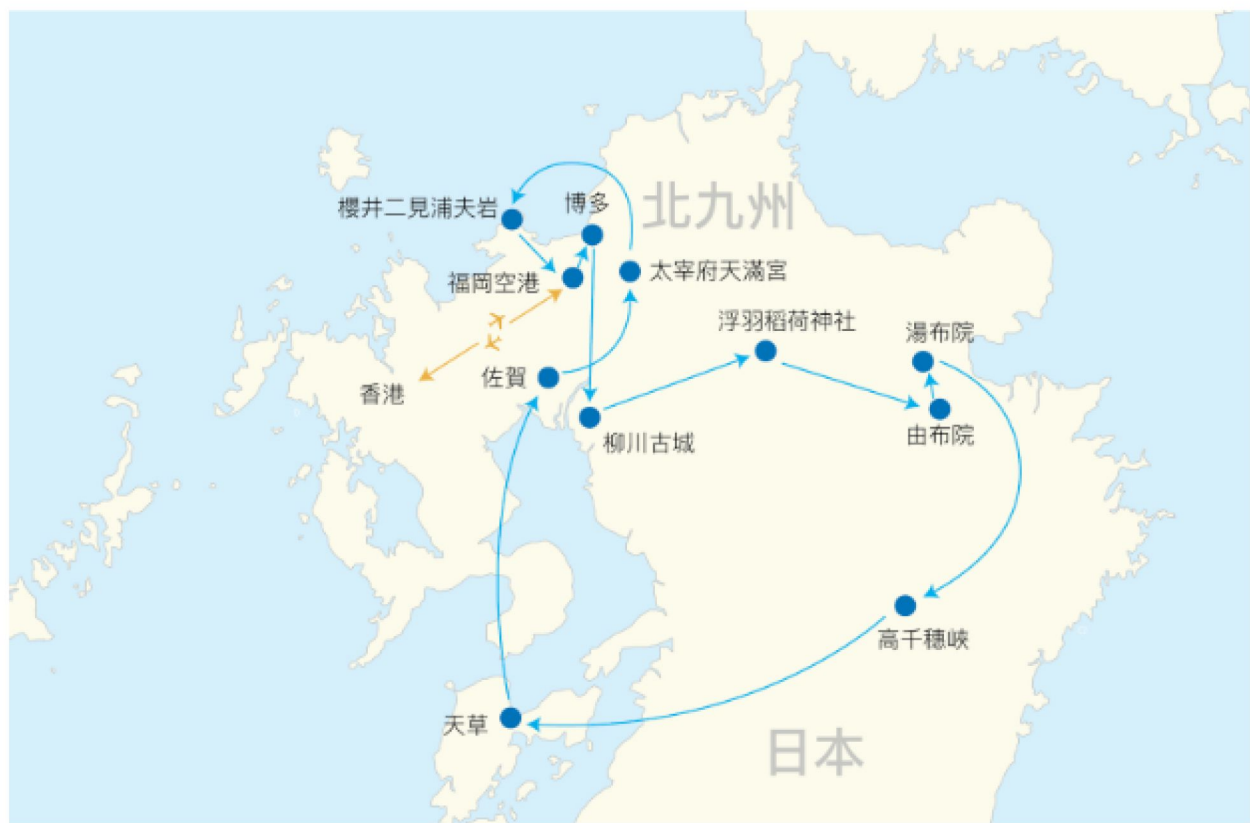 北九州
櫻井二見浦夫岩
博多
福岡空港
太宰府天滿宮
浮羽稻荷神社
湯布院
佐賀
香港
柳川古城
由布院
高千穗峽
天草
日本